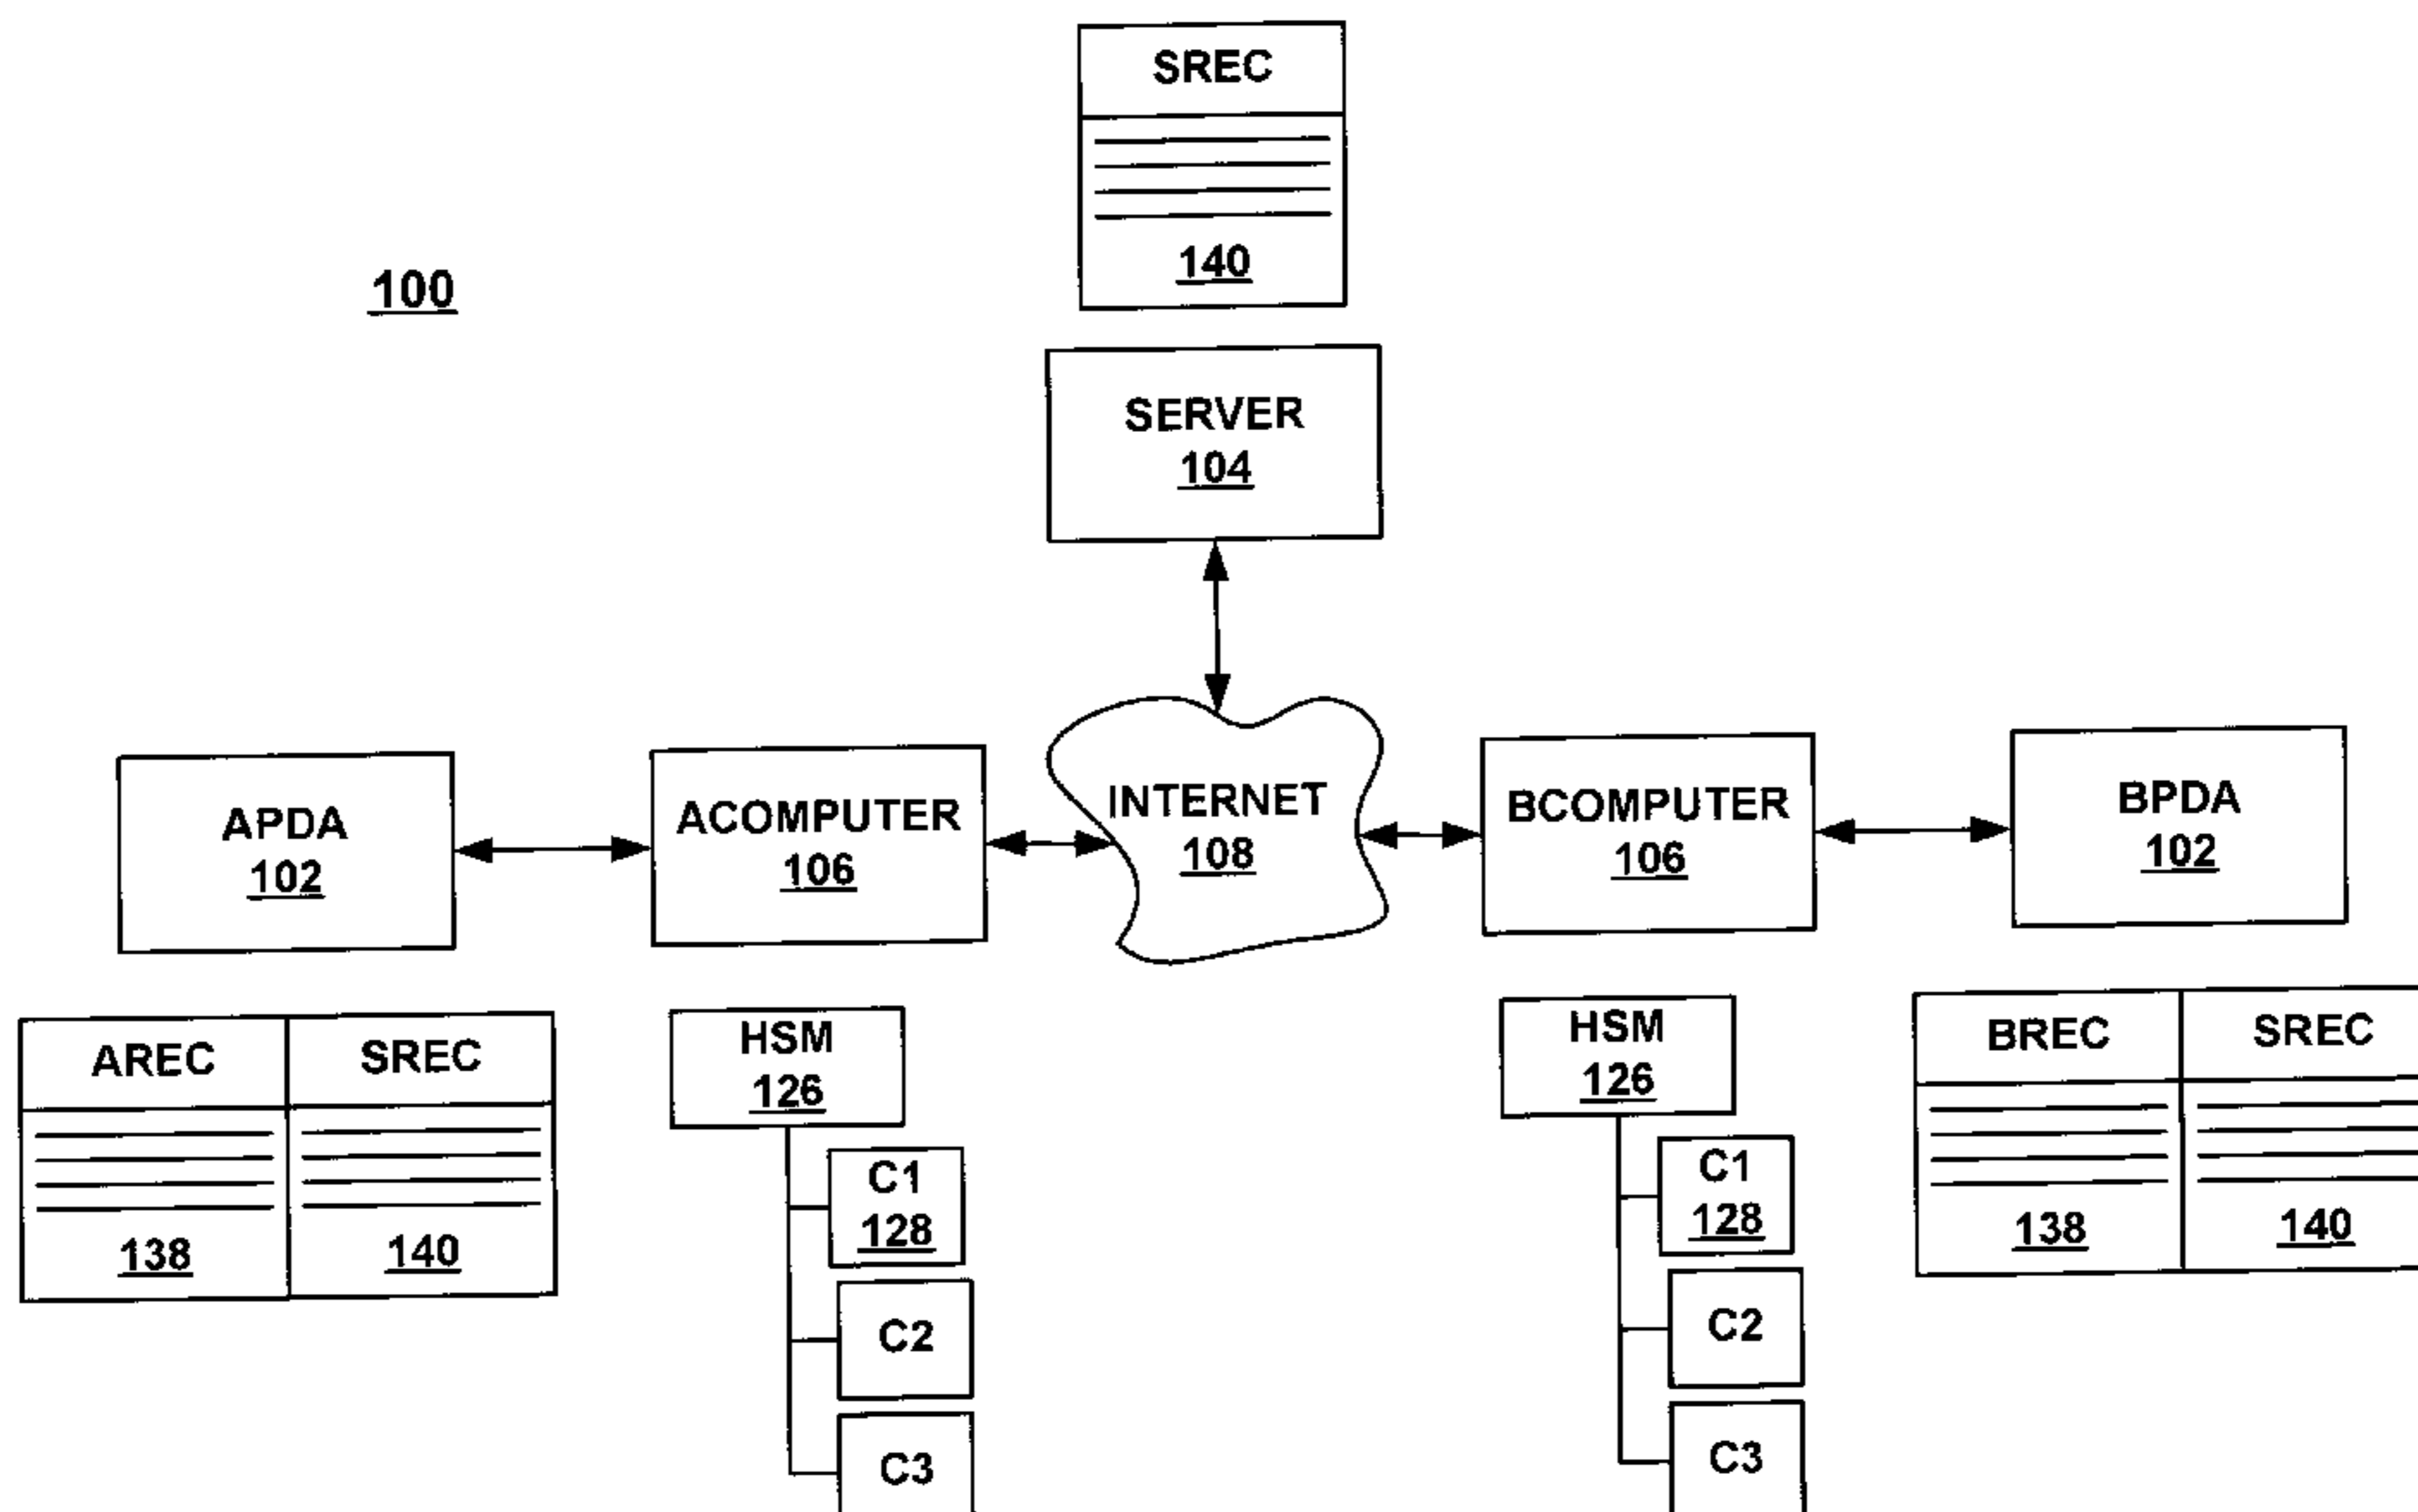 SREC
140
100
SERVER
104
APDA
102
ACOMPUTER
106
INTERNET
108
BCOMPUTER
106
BPDA
102
AREC
SREC
138
140
HSM
126
C1
128
C2
C3
HSM
126
C1
128
C2
C3
BREC
SREC
138
140